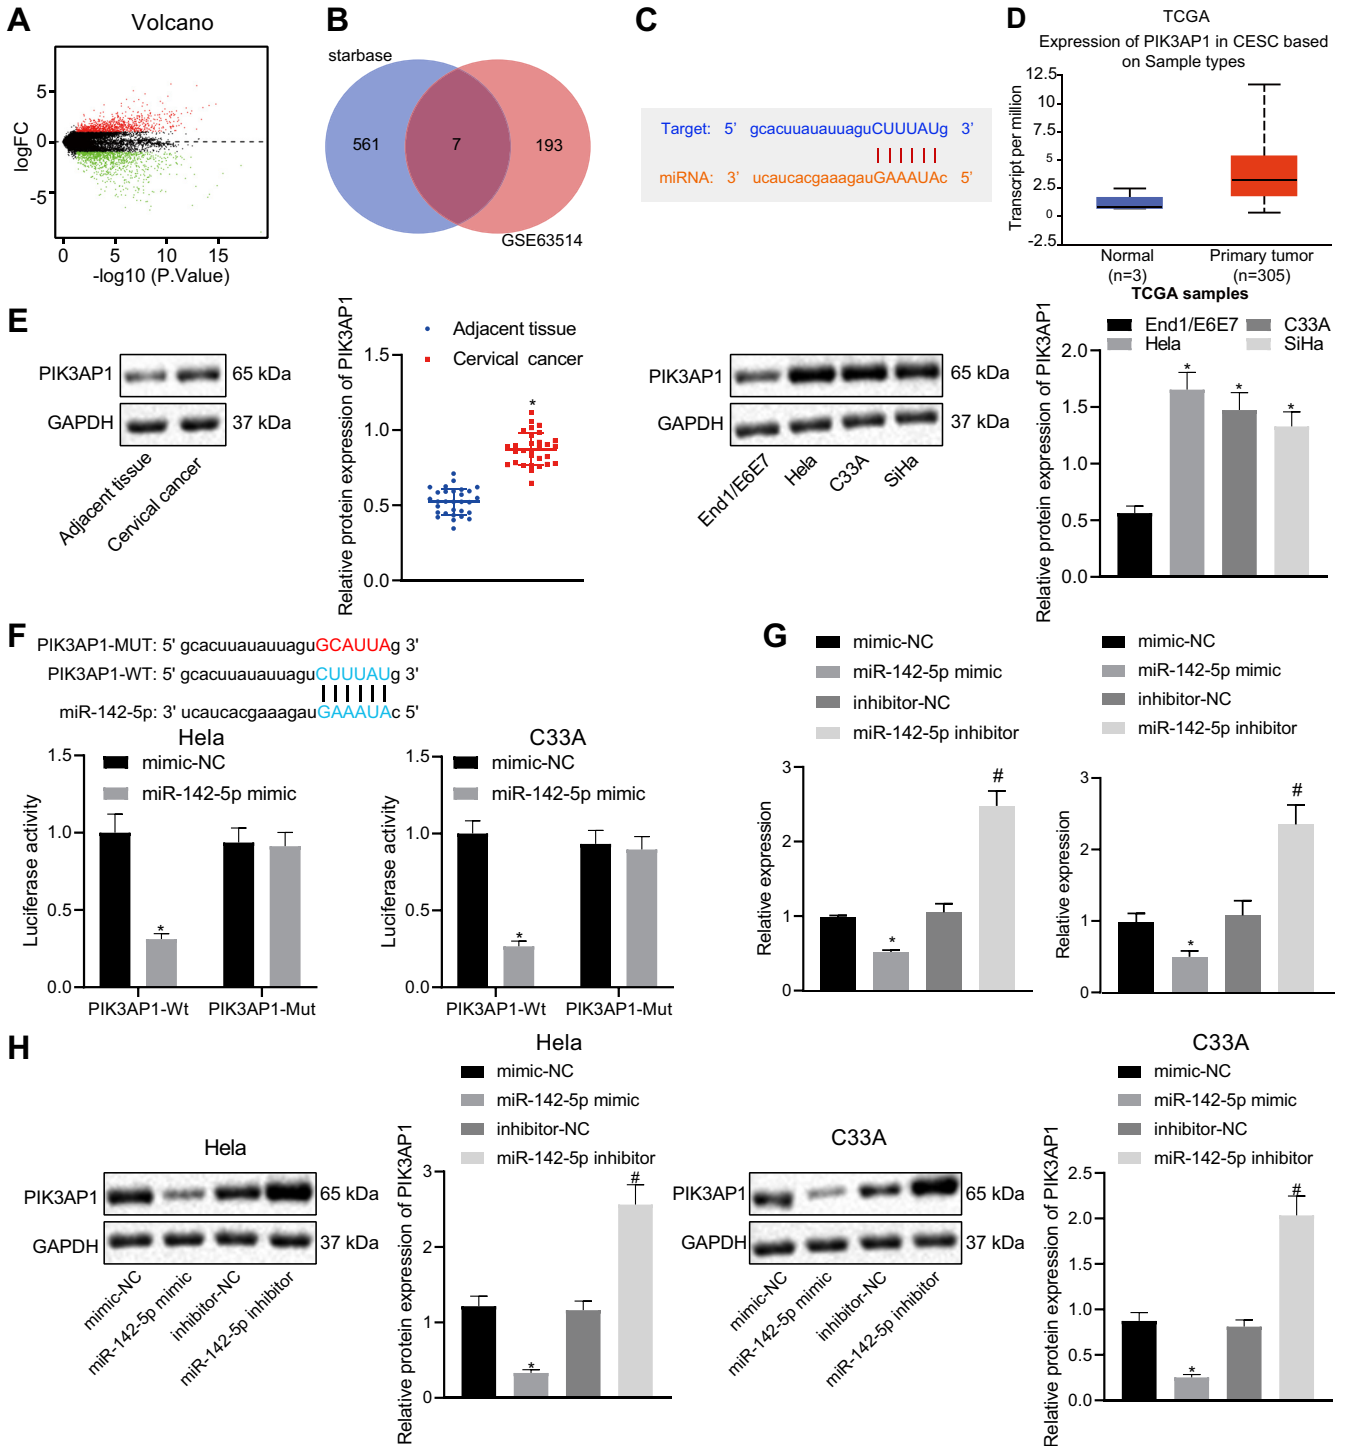 A
Volcano
logFC
5
0
-5
0 5 10 15
-log10 (P.Value)
B
starbase
561 7 193
GSE63514
C
Target: 5’ gcacuuauauuaguCUUUAUg 3’
miRNA: 3’ ucaucacgaaagauGAAAUAc 5’
D
TCGA
Expression of PIK3AP1 in CESC based
on Sample types
Transcript per million
12.5
10
7.5
5
2.5
0
-2.5
Normal
(n=3)
Primary tumor
(n=305)
TCGA samples
E
PIK3AP1 65 kDa
GAPDH 37 kDa
Adjacent tissue
Cervical cancer
Relative protein expression of PIK3AP1
Adjacent tissue
Cervical cancer
1.5
1.0
0.5
0.0
*
PIK3AP1 65 kDa
GAPDH 37 kDa
End1/E6E7
Hela
C33A
SiHa
Relative protein expression of PIK3AP1
End1/E6E7 C33A
Hela SiHa
2.0
1.5
1.0
0.5
0.0
* * *
F
PIK3AP1-MUT: 5' gcacuuauauuaguGCAUUAg 3'
PIK3AP1-WT: 5' gcacuuauauuaguCUUUAUg 3'
miR-142-5p: 3' ucaucacgaaagauGAAAUAc 5'
Hela
mimic-NC
miR-142-5p mimic
Luciferase activity
1.5
1.0
0.5
0.0
*
PIK3AP1-Wt PIK3AP1-Mut
C33A
mimic-NC
miR-142-5p mimic
Luciferase activity
1.5
1.0
0.5
0.0
*
PIK3AP1-Wt PIK3AP1-Mut
G
mimic-NC
miR-142-5p mimic
inhibitor-NC
miR-142-5p inhibitor
Relative expression
3
2
1
0
*
#
mimic-NC
miR-142-5p mimic
inhibitor-NC
miR-142-5p inhibitor
Relative expression
3
2
1
0
*
#
H
Hela
PIK3AP1 65 kDa
GAPDH 37 kDa
mimic-NC
miR-142-5p mimic
inhibitor-NC
miR-142-5p inhibitor
Hela
mimic-NC
miR-142-5p mimic
inhibitor-NC
miR-142-5p inhibitor
Relative protein expression of PIK3AP1
3
2
1
0
*
#
C33A
PIK3AP1 65 kDa
GAPDH 37 kDa
mimic-NC
miR-142-5p mimic
inhibitor-NC
miR-142-5p inhibitor
C33A
mimic-NC
miR-142-5p mimic
inhibitor-NC
miR-142-5p inhibitor
Relative protein expression of PIK3AP1
2.5
2.0
1.5
1.0
0.5
0.0
*
#